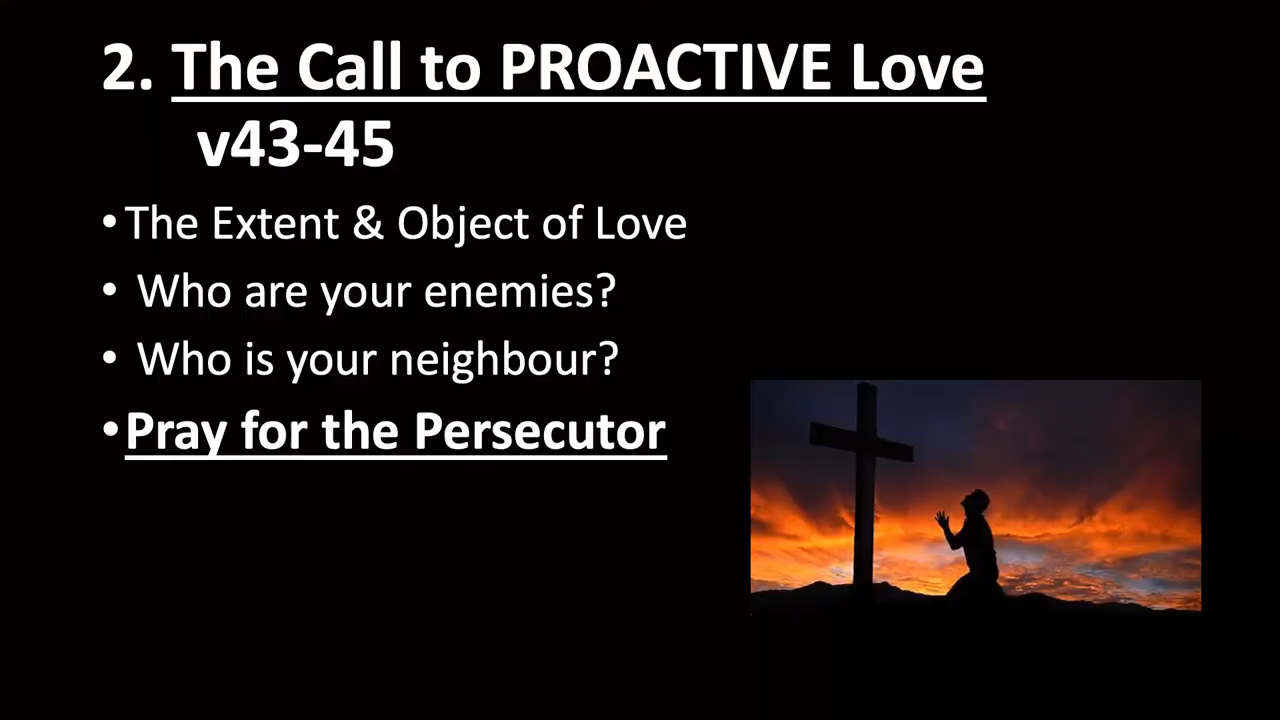 2. The Call to PROACTIVE Love
v43-45
• The Extent & Object of Love
• Who are your enemies?
• Who is your neighbour?
• Pray for the Persecutor